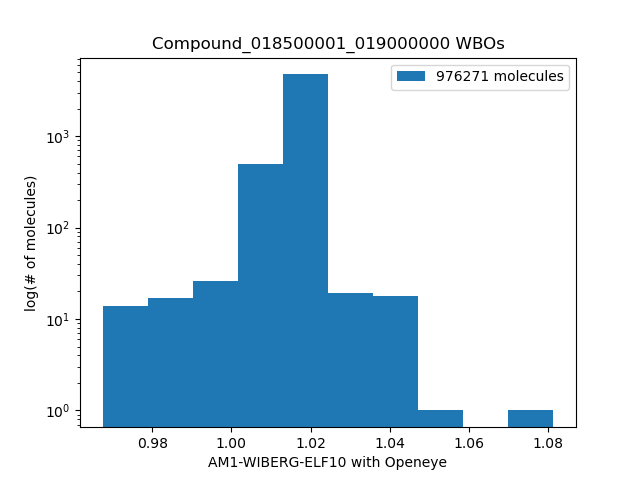 Compound_018500001_019000000 WBOs
976271 molecules
log(# of molecules)
10³
10²
10¹
10⁰
0.98 1.00 1.02 1.04 1.06 1.08
AM1-WIBERG-ELF10 with Openeye